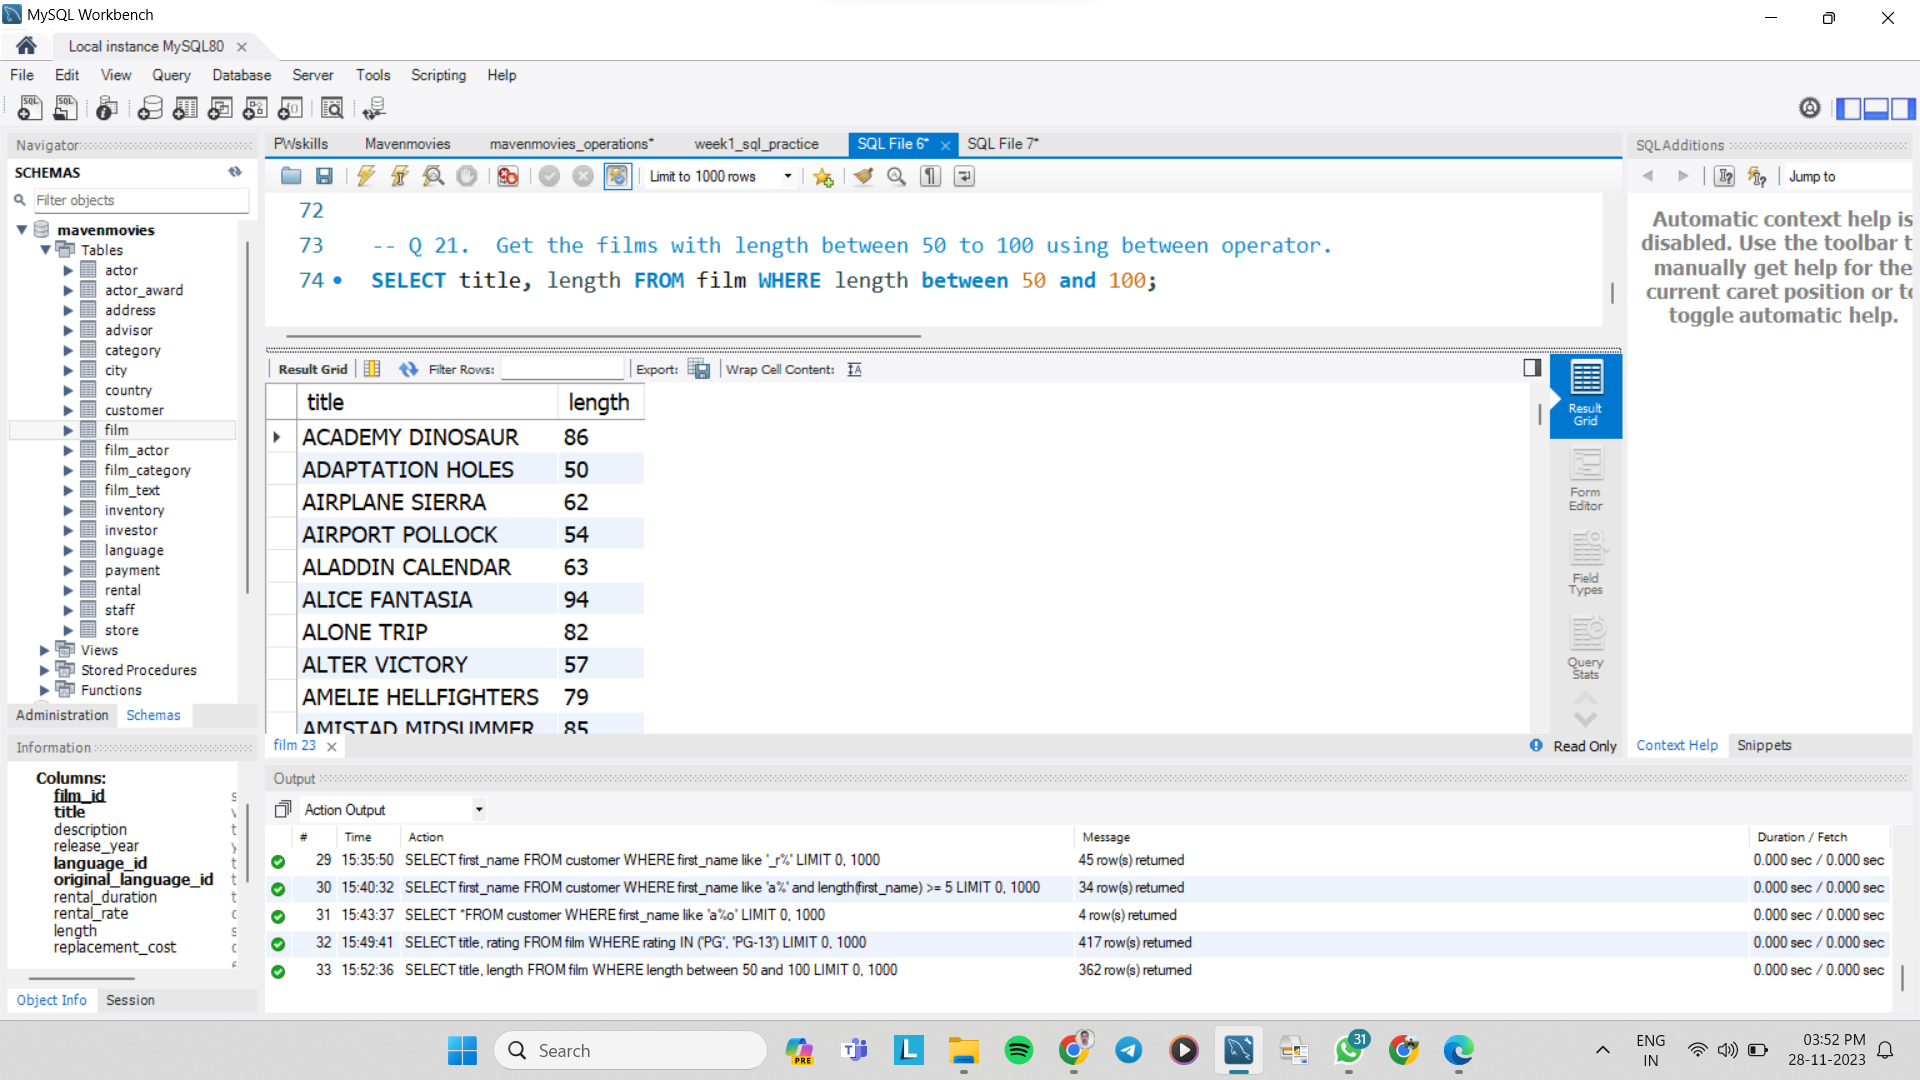 MySQL Workbench
Local instance MySQL80
File Edit View Query Database Server Tools Scripting Help
Navigator
SCHEMAS
Filter objects
mavenmovies
Tables
actor
actor_award
address
advisor
category
city
country
customer
film
film_actor
film_category
film_text
inventory
investor
language
payment
rental
staff
store
Views
Stored Procedures
Functions
Administration Schemas
Information
Columns:
film_id
title
description
release_year
language_id
original_language_id
rental_duration
rental_rate
length
replacement_cost
Object Info Session
PWskills Mavenmovies mavenmovies_operations* week1_sql_practice SQL File 6* SQL File 7*
Limit to 1000 rows
72
73 -- Q 21. Get the films with length between 50 to 100 using between operator.
74 SELECT title, length FROM film WHERE length between 50 and 100;
Result Grid Filter Rows: Export: Wrap Cell Content:
title length
ACADEMY DINOSAUR 86
ADAPTATION HOLES 50
AIRPLANE SIERRA 62
AIRPORT POLLOCK 54
ALADDIN CALENDAR 63
ALICE FANTASIA 94
ALONE TRIP 82
ALTER VICTORY 57
AMELIE HELLFIGHTERS 79
AMISTAD MIDSUMMER 85
Result
Grid
Form
Editor
Field
Types
Query
Stats
film 23
Read Only
Output
Action Output
# Time Action Message Duration / Fetch
29 15:35:50 SELECT first_name FROM customer WHERE first_name like '_r%' LIMIT 0, 1000 45 row(s) returned 0.000 sec / 0.000 sec
30 15:40:32 SELECT first_name FROM customer WHERE first_name like 'a%' and length(first_name) >= 5 LIMIT 0, 1000 34 row(s) returned 0.000 sec / 0.000 sec
31 15:43:37 SELECT *FROM customer WHERE first_name like 'a%o' LIMIT 0, 1000 4 row(s) returned 0.000 sec / 0.000 sec
32 15:49:41 SELECT title, rating FROM film WHERE rating IN ('PG', 'PG-13') LIMIT 0, 1000 417 row(s) returned 0.000 sec / 0.000 sec
33 15:52:36 SELECT title, length FROM film WHERE length between 50 and 100 LIMIT 0, 1000 362 row(s) returned 0.000 sec / 0.000 sec
SQLAdditions
Jump to
Automatic context help is
disabled. Use the toolbar t
manually get help for the
current caret position or to
toggle automatic help.
Context Help Snippets
Search
PRE
31
ENG
IN
03:52 PM
28-11-2023